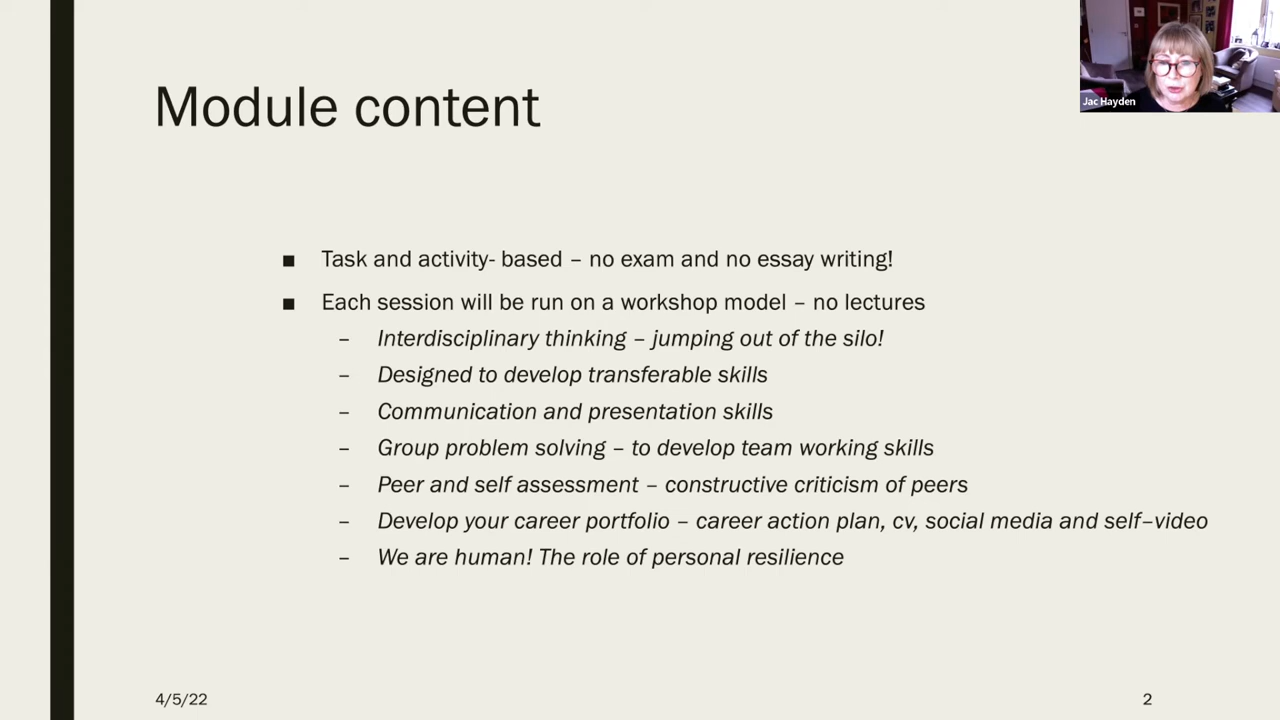 Module content
Jac Hayden
■ Task and activity- based – no exam and no essay writing!
■ Each session will be run on a workshop model – no lectures
– Interdisciplinary thinking – jumping out of the silo!
– Designed to develop transferable skills
– Communication and presentation skills
– Group problem solving – to develop team working skills
– Peer and self assessment – constructive criticism of peers
– Develop your career portfolio – career action plan, cv, social media and self–video
– We are human! The role of personal resilience
4/5/22
2